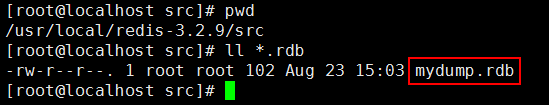 [root@localhost src]# pwd
/usr/local/redis-3.2.9/src
[root@localhost src]# ll *.rdb
-rw-r--r--. 1 root root 102 Aug 23 15:03 mydump.rdb
[root@localhost src]#